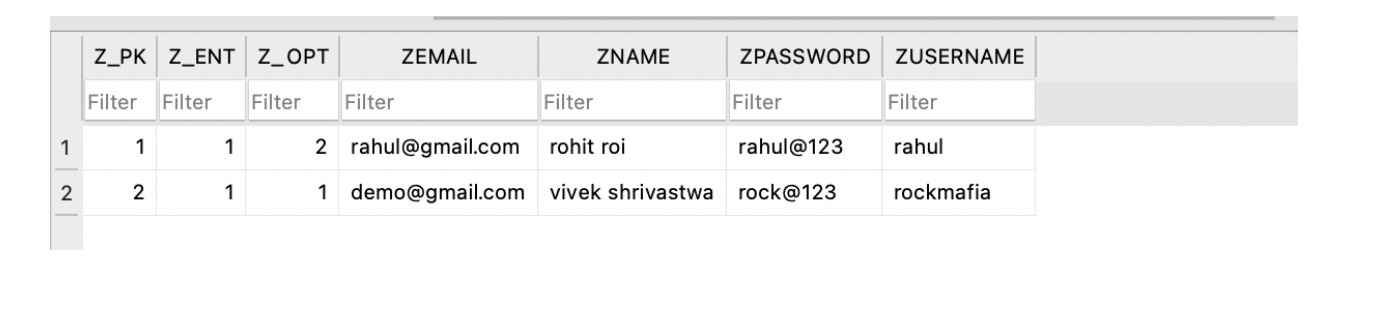 Z_PK Z_ENT Z_OPT ZEMAIL ZNAME ZPASSWORD ZUSERNAME
Filter Filter Filter Filter Filter Filter Filter
1 1 1 2 rahul@gmail.com rohit roi rahul@123 rahul
2 2 1 1 demo@gmail.com vivek shrivastwa rock@123 rockmafia